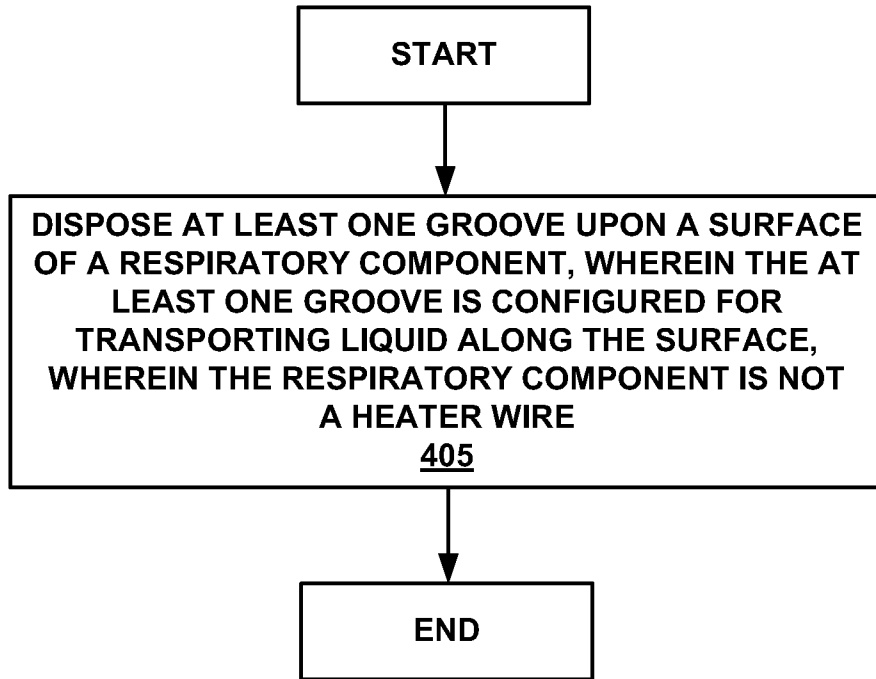 START
DISPOSE AT LEAST ONE GROOVE UPON A SURFACE
OF A RESPIRATORY COMPONENT, WHEREIN THE AT
LEAST ONE GROOVE IS CONFIGURED FOR
TRANSPORTING LIQUID ALONG THE SURFACE,
WHEREIN THE RESPIRATORY COMPONENT IS NOT
A HEATER WIRE
405
END